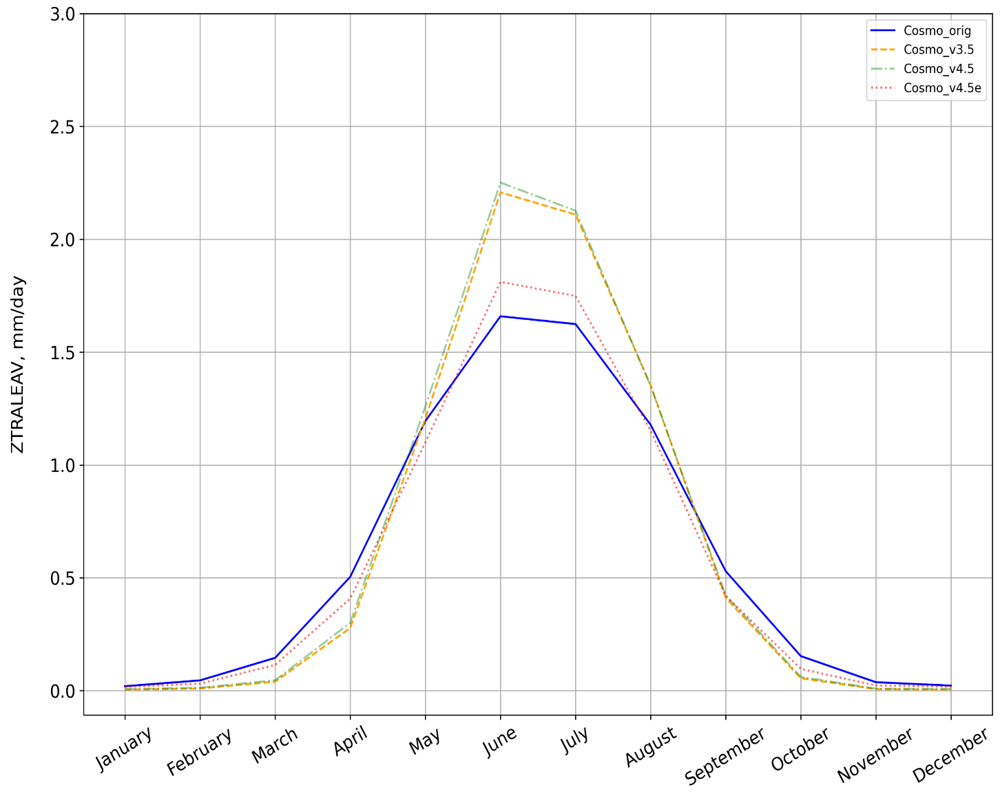 3.0
2.5
2.0
1.5
1.0
0.5
0.0
ZTRALEAV, mm/day
Cosmo_orig
Cosmo_v3.5
Cosmo_v4.5
Cosmo_v4.5e
January
February
March
April
May
June
July
August
September
October
November
December